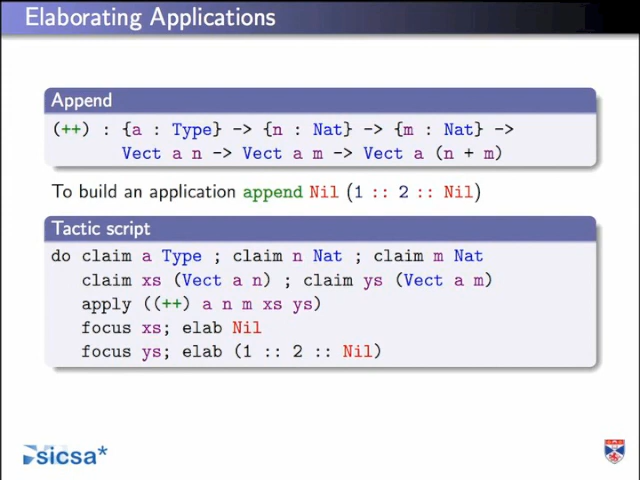 Elaborating Applications
Append
(++) : {a : Type} -> {n : Nat} -> {m : Nat} ->
Vect a n -> Vect a m -> Vect a (n + m)
To build an application append Nil (1 :: 2 :: Nil)
Tactic script
do claim a Type ; claim n Nat ; claim m Nat
claim xs (Vect a n) ; claim ys (Vect a m)
apply ((++) a n m xs ys)
focus xs; elab Nil
focus ys; elab (1 :: 2 :: Nil)
sicsa*